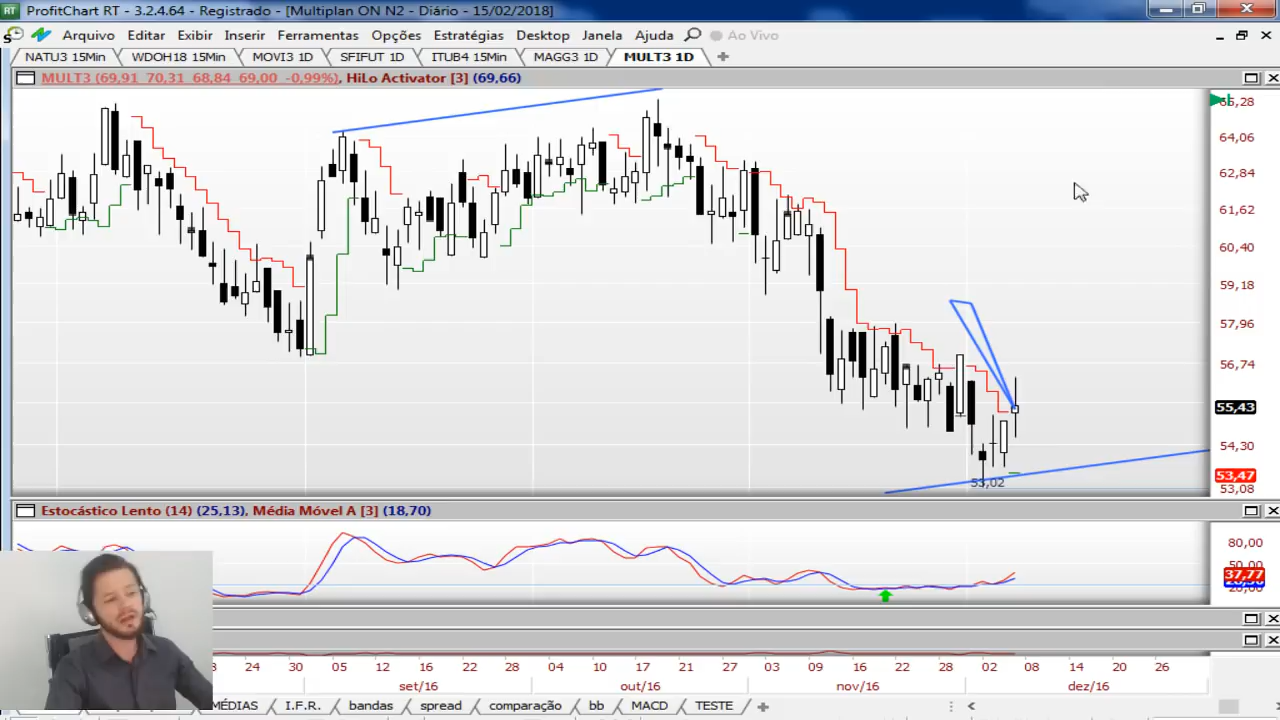 ProfitChart RT - 3.2.4.64 - Registrado - [Multiplan ON N2 - Diário - 15/02/2018]
Arquivo Editar Exibir Inserir Ferramentas Opções Estratégias Desktop Janela Ajuda Ao Vivo
NATU3 15Min WDOH18 15Min MOVI3 1D SFIFUT 1D ITUB4 15Min MAGG3 1D MULT3 1D
MULT3 (69,91 70,31 68,84 69,00 -0,99%), HiLo Activator [3] (69,66)
65,28
64,06
62,84
61,62
60,40
59,18
57,96
56,74
55,43
54,30
53,47
53,08
53,02
Estocástico Lento (14) (25,13), Média Móvel A [3] (18,70)
80,00
50,00
37,77
24 30 05 12 16 22 28 04 10 17 21 27 03 09 16 22 28 02 08 14 20 26
set/16 out/16 nov/16 dez/16
MÉDIAS I.F.R. bandas spread comparação bb MACD TESTE